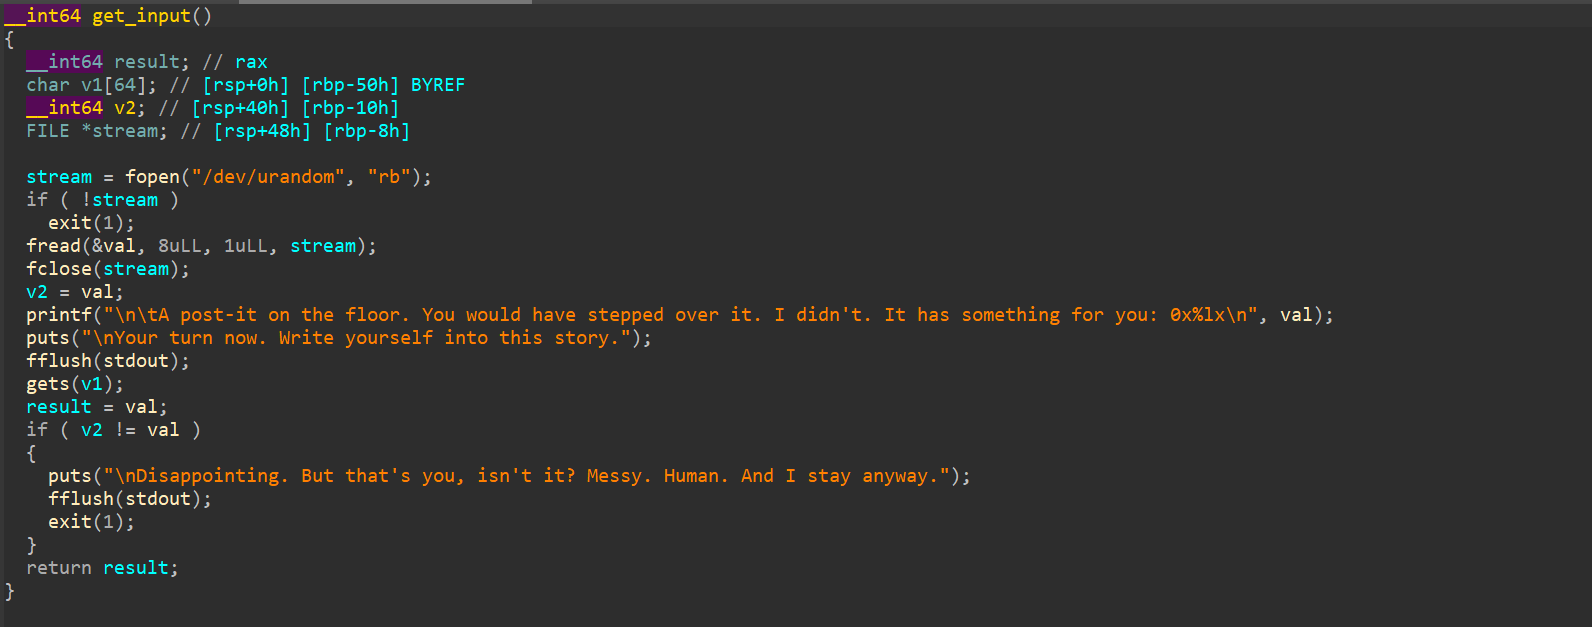 __int64 get_input()
{
  __int64 result; // rax
  char v1[64]; // [rsp+0h] [rbp-50h] BYREF
  __int64 v2; // [rsp+40h] [rbp-10h]
  FILE *stream; // [rsp+48h] [rbp-8h]

  stream = fopen("/dev/urandom", "rb");
  if ( !stream )
    exit(1);
  fread(&val, 8uLL, 1uLL, stream);
  fclose(stream);
  v2 = val;
  printf("\n\tA post-it on the floor. You would have stepped over it. I didn't. It has something for you: 0x%lx\n", val);
  puts("\nYour turn now. Write yourself into this story.");
  fflush(stdout);
  gets(v1);
  result = val;
  if ( v2 != val )
  {
    puts("\nDisappointing. But that's you, isn't it? Messy. Human. And I stay anyway.");
    fflush(stdout);
    exit(1);
  }
  return result;
}